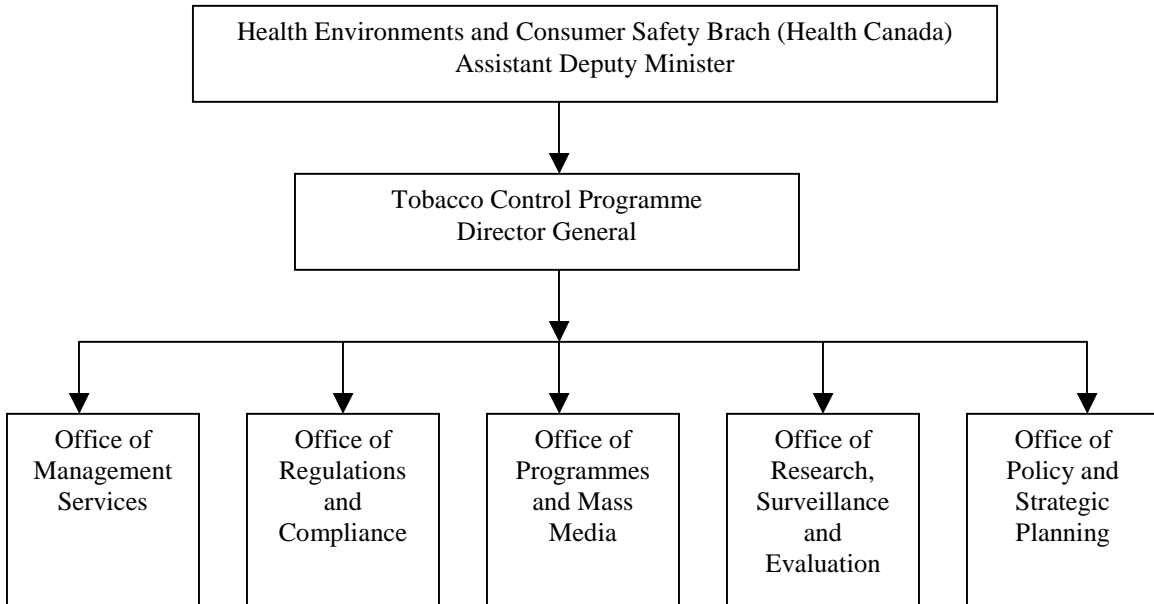 Health Environments and Consumer Safety Brach (Health Canada)
Assistant Deputy Minister
Tobacco Control Programme
Director General
Office of
Management
Services
Office of
Regulations
and
Compliance
Office of
Programmes
and Mass
Media
Office of
Research,
Surveillance
and
Evaluation
Office of
Policy and
Strategic
Planning